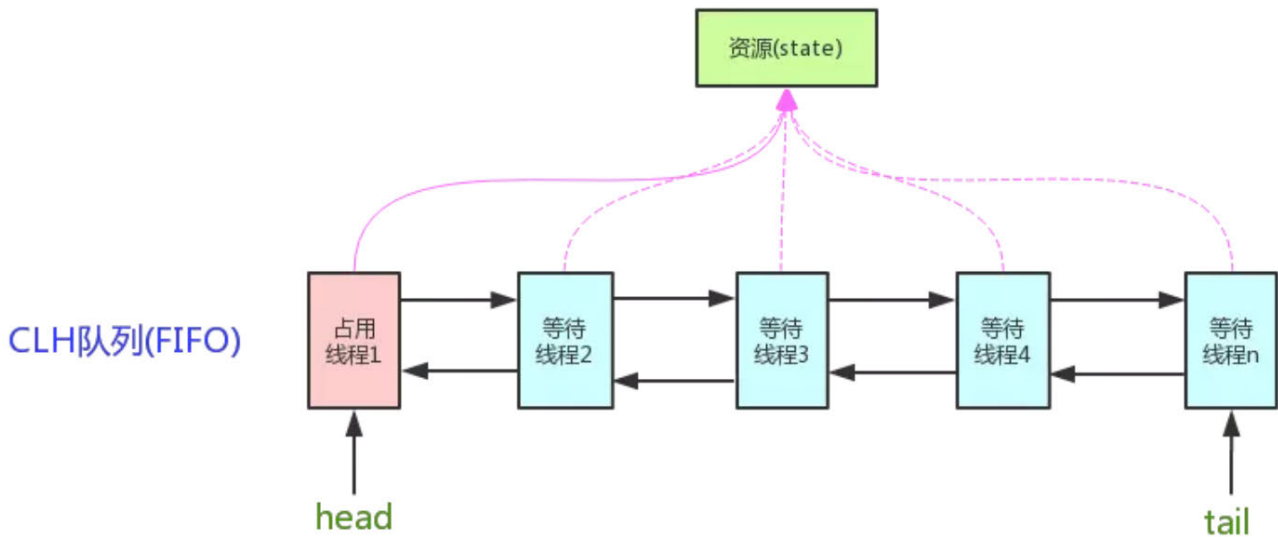 资源(state)
CLH队列(FIFO)
占用
线程1
等待
线程2
等待
线程3
等待
线程4
等待
线程n
head
tail